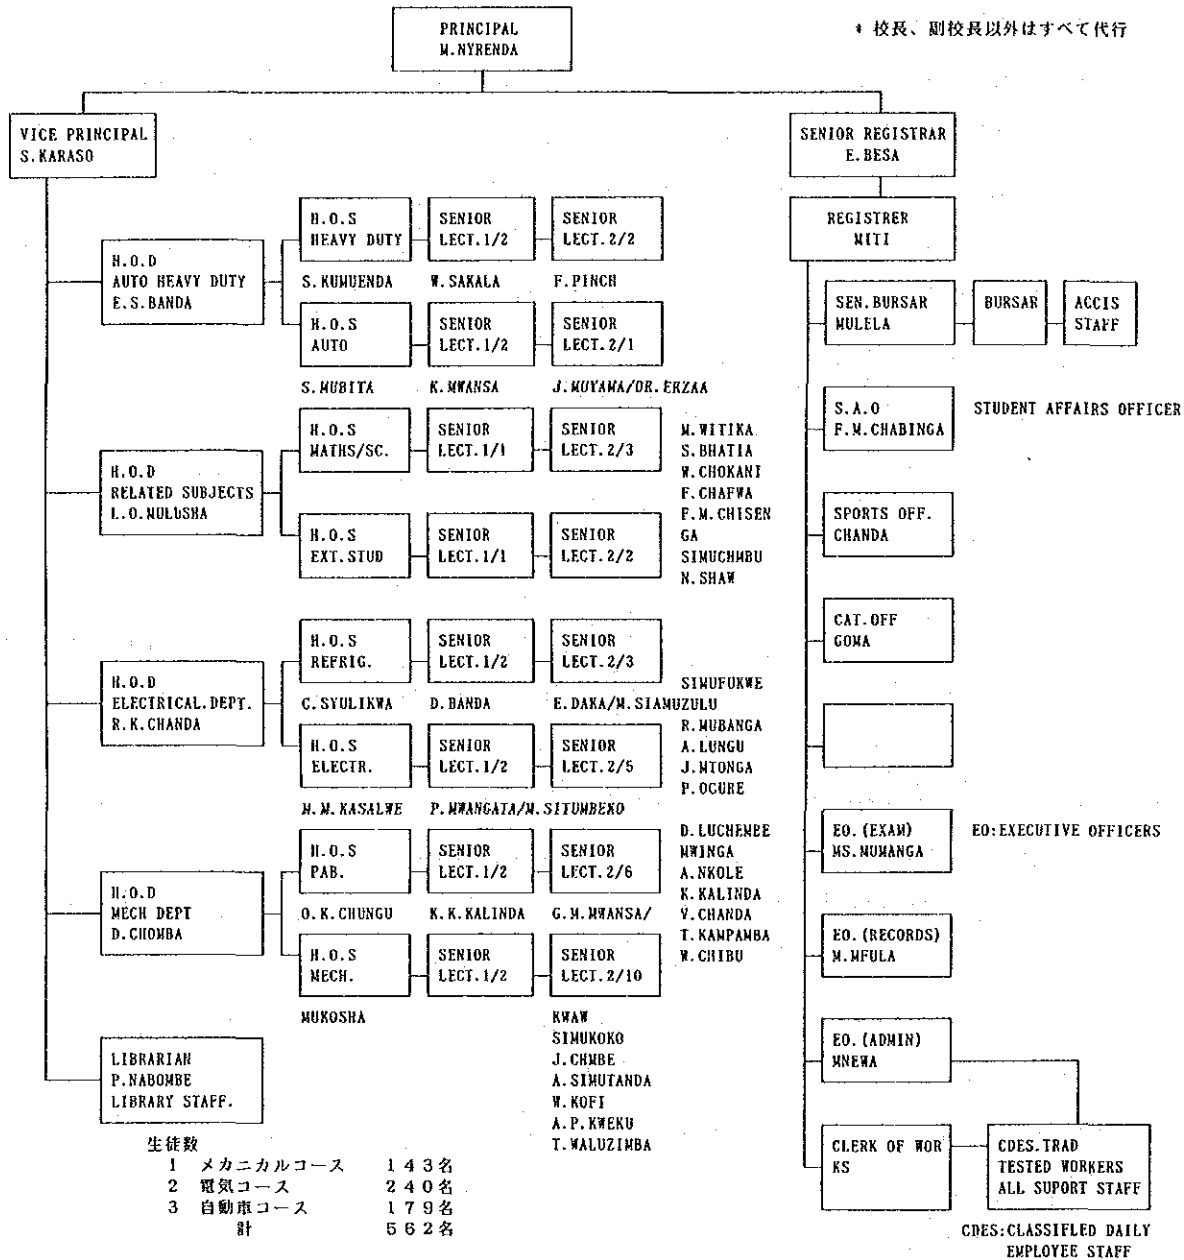 PRINCIPAL
M.NYRENDA
* 校長、副校長以外はすべて代行
VICE PRINCIPAL
S.KARASO
SENIOR REGISTRAR
E.BESA
REGISTRER
MITI
H.O.D
AUTO HEAVY DUTY
E.S.BANDA
H.O.S
HEAVY DUTY
SENIOR
LECT.1/2
SENIOR
LECT.2/2
S.KUMUENDA
W.SAKALA
F.PINCH
H.O.S
AUTO
SENIOR
LECT.1/2
SENIOR
LECT.2/1
S.MUBITA
K.MWANSA
J.MUYAMA/DR.ERZAA
H.O.D
RELATED SUBJECTS
L.O.MULUSHA
H.O.S
MATHS/SC.
SENIOR
LECT.1/1
SENIOR
LECT.2/3
H.O.S
EXT.STUD
SENIOR
LECT.1/1
SENIOR
LECT.2/2
M.WITIKA
S.BHATIA
W.CHOKANI
F.CHAFWA
F.M.CHISEN
GA
SIMUCHMBU
N.SHAW
H.O.D
ELECTRICAL.DEPT.
R.K.CHANDA
H.O.S
REFRIG.
SENIOR
LECT.1/2
SENIOR
LECT.2/3
C.SYULIKWA
D.BANDA
E.DAKA/M.SIAMUZULU
H.O.S
ELECTR.
SENIOR
LECT.1/2
SENIOR
LECT.2/5
M.M.KASALWE
P.MWANGATA/M.SITUMBEKO
SIMUFUKWE
R.MUBANGA
A.LUNGU
J.MTONGA
P.OCURE
H.O.D
MECH DEPT
D.CHOMBA
H.O.S
PAB.
SENIOR
LECT.1/2
SENIOR
LECT.2/6
O.K.CHUNGU
K.K.KALINDA
G.M.MWANSA/
H.O.S
MECH.
SENIOR
LECT.1/2
SENIOR
LECT.2/10
MUKOSHA
D.LUCHEMBE
MWINGA
A.NKOLE
K.KALINDA
V.CHANDA
T.KAMPAMBA
W.CHIBU
KWAW
SIMUKOKO
J.CHMBE
A.SIMUTANDA
W.KOFI
A.P.KWEKU
T.WALUZIMBA
LIBRARIAN
P.NABOMBE
LIBRARY STAFF.
生徒数
1 メカニカルコース 143名
2 電気コース 240名
3 自動車コース 179名
計 562名
SEN.BURSAR
MULELA
BURSAR
ACCIS
STAFF
S.A.O
F.M.CHABINGA
STUDENT AFFAIRS OFFICER
SPORTS OFF.
CHANDA
CAT.OFF
GOMA
EO.(EXAM)
MS.MUMANGA
EO:EXECUTIVE OFFICERS
EO.(RECORDS)
M.MFULA
EO.(ADMIN)
MNEWA
CLERK OF WOR
KS
CDES.TRAD
TESTED WORKERS
ALL SUPORT STAFF
CDES:CLASSIFLED DAILY
EMPLOYEE STAFF